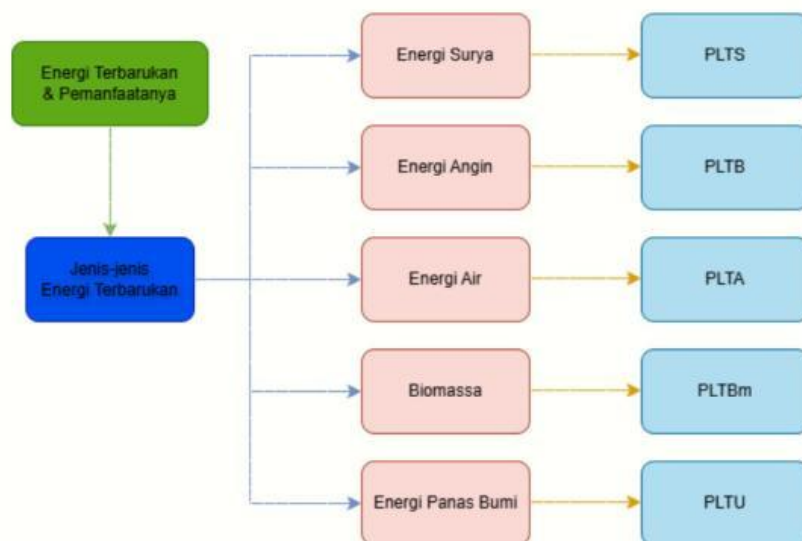 Energi Terbarukan
& Pemanfaatanya
Jenis-jenis
Energi Terbarukan
Energi Surya
PLTS
Energi Angin
PLTB
Energi Air
PLTA
Biomassa
PLTBm
Energi Panas Bumi
PLTU